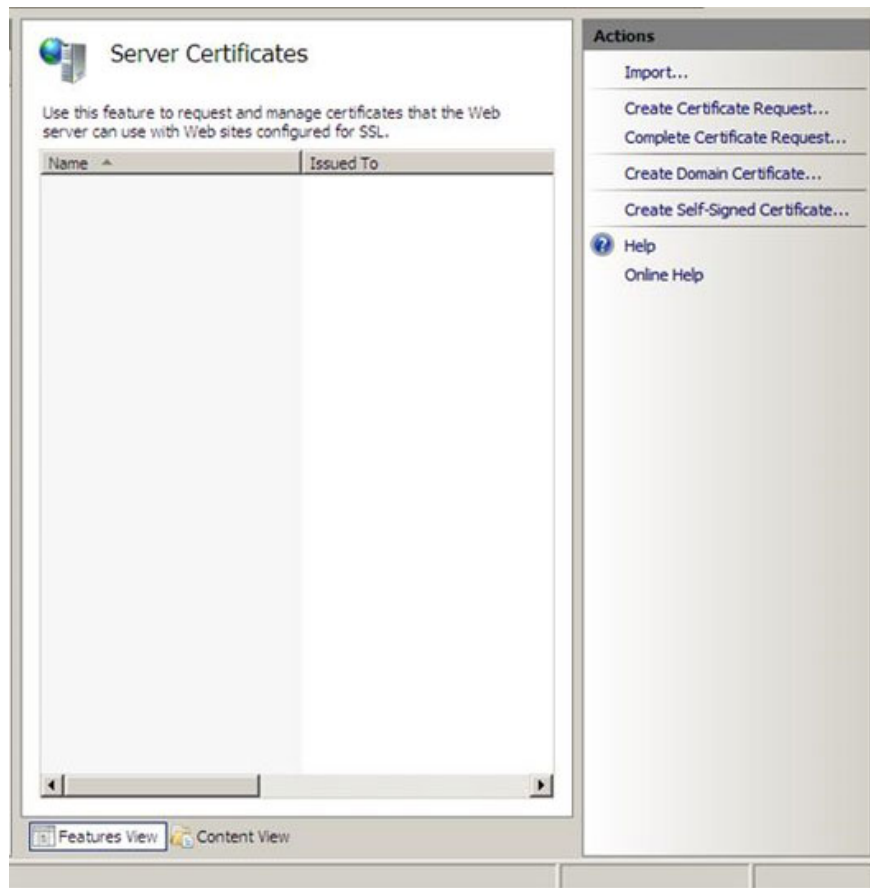 Server Certificates
Use this feature to request and manage certificates that the Web
server can use with Web sites configured for SSL.
Name
Issued To
Features View
Content View
Actions
Import...
Create Certificate Request...
Complete Certificate Request...
Create Domain Certificate...
Create Self-Signed Certificate...
Help
Online Help